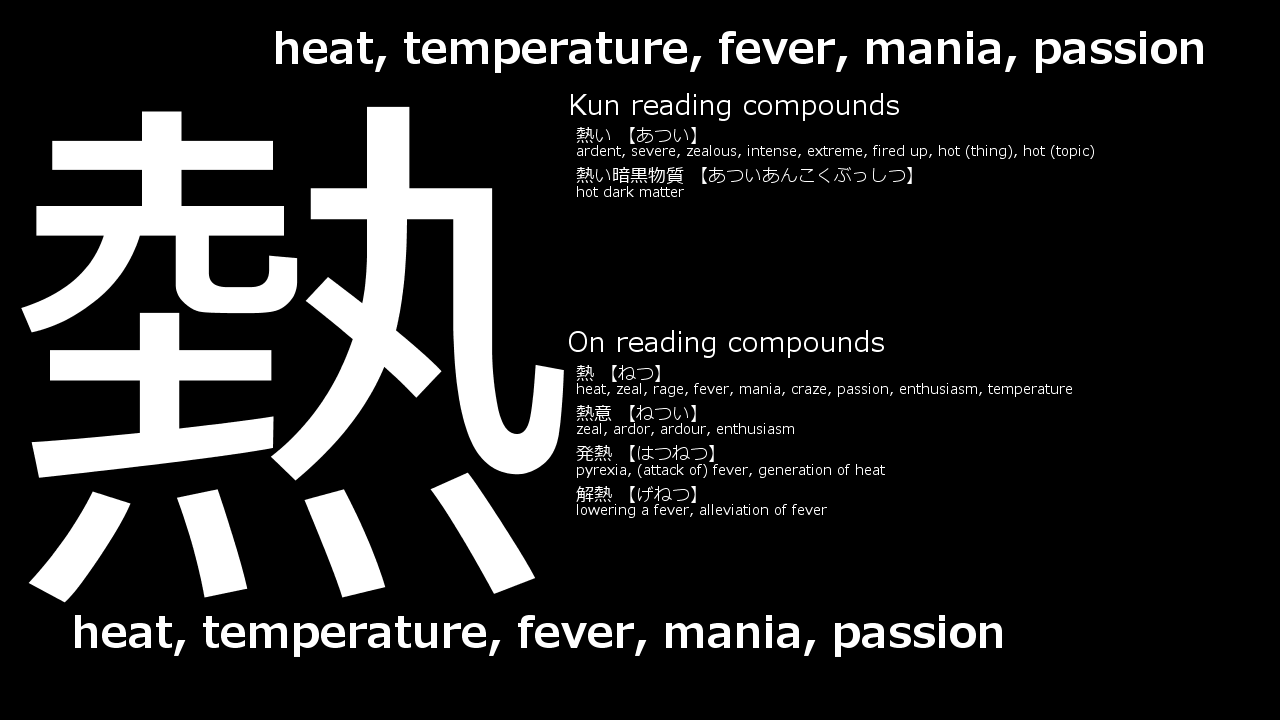 heat, temperature, fever, mania, passion
熱
Kun reading compounds
熱い 【あつい】
ardent, severe, zealous, intense, extreme, fired up, hot (thing), hot (topic)
熱い暗黒物質 【あついあんこくぶっしつ】
hot dark matter
On reading compounds
熱 【ねつ】
heat, zeal, rage, fever, mania, craze, passion, enthusiasm, temperature
熱意 【ねつい】
zeal, ardor, ardour, enthusiasm
発熱 【はつねつ】
pyrexia, (attack of) fever, generation of heat
解熱 【げねつ】
lowering a fever, alleviation of fever
heat, temperature, fever, mania, passion